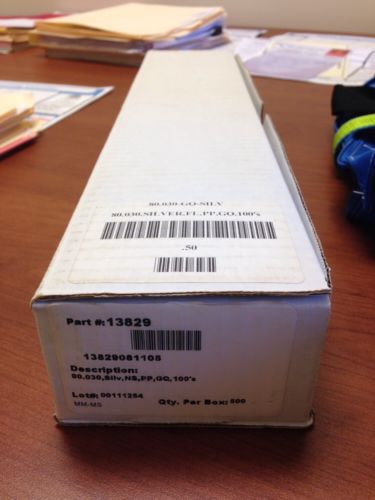 80.030-GO-SILV
80.030,SILVER,FL,PP,GO,100's
.50
Part #:13829
13829081105
Description:
80.030,Silv,NS,PP,GO,100's
Lot#: 00111254
Qty. Per Box: 500
MM-MS